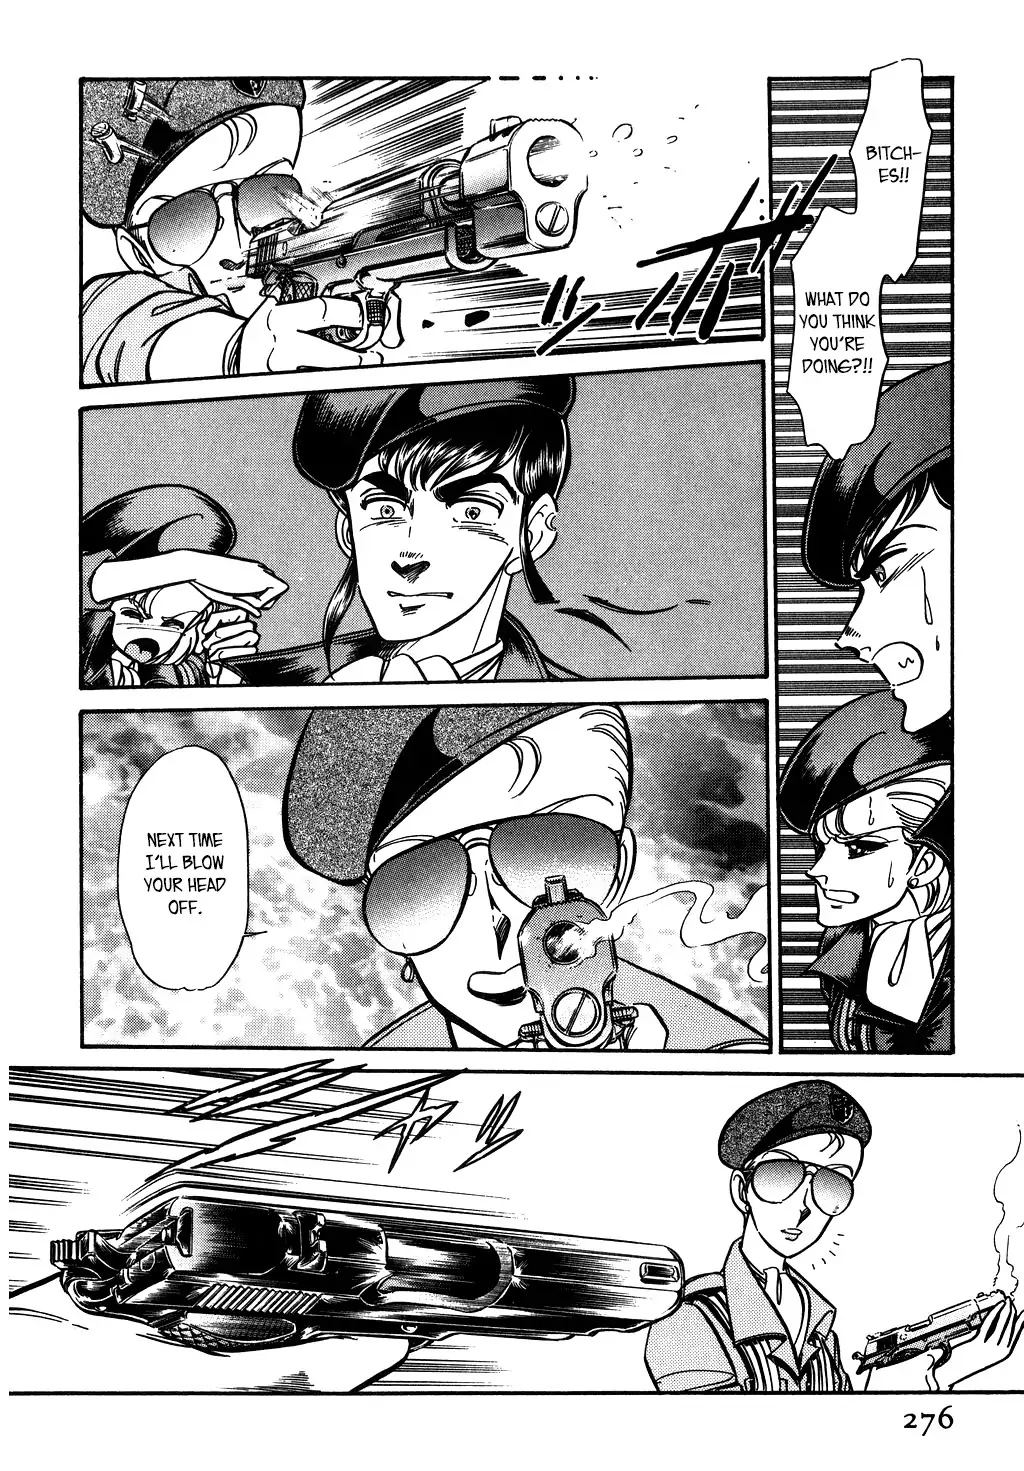 BITCH-
ES!!
WHAT DO
YOU THINK
YOU'RE
DOING?!!
NEXT TIME
I'LL BLOW
YOUR HEAD
OFF.
276